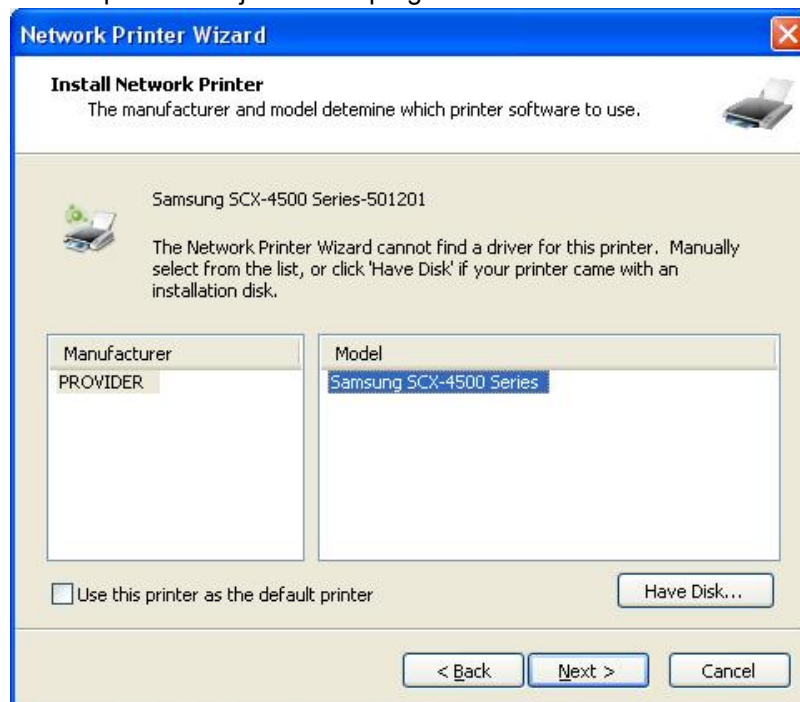 Network Printer Wizard
Install Network Printer
The manufacturer and model detemine which printer software to use.
Samsung SCX-4500 Series-501201
The Network Printer Wizard cannot find a driver for this printer. Manually
select from the list, or click 'Have Disk' if your printer came with an
installation disk.
Manufacturer Model
PROVIDER Samsung SCX-4500 Series
Use this printer as the default printer Have Disk...
< Back Next > Cancel